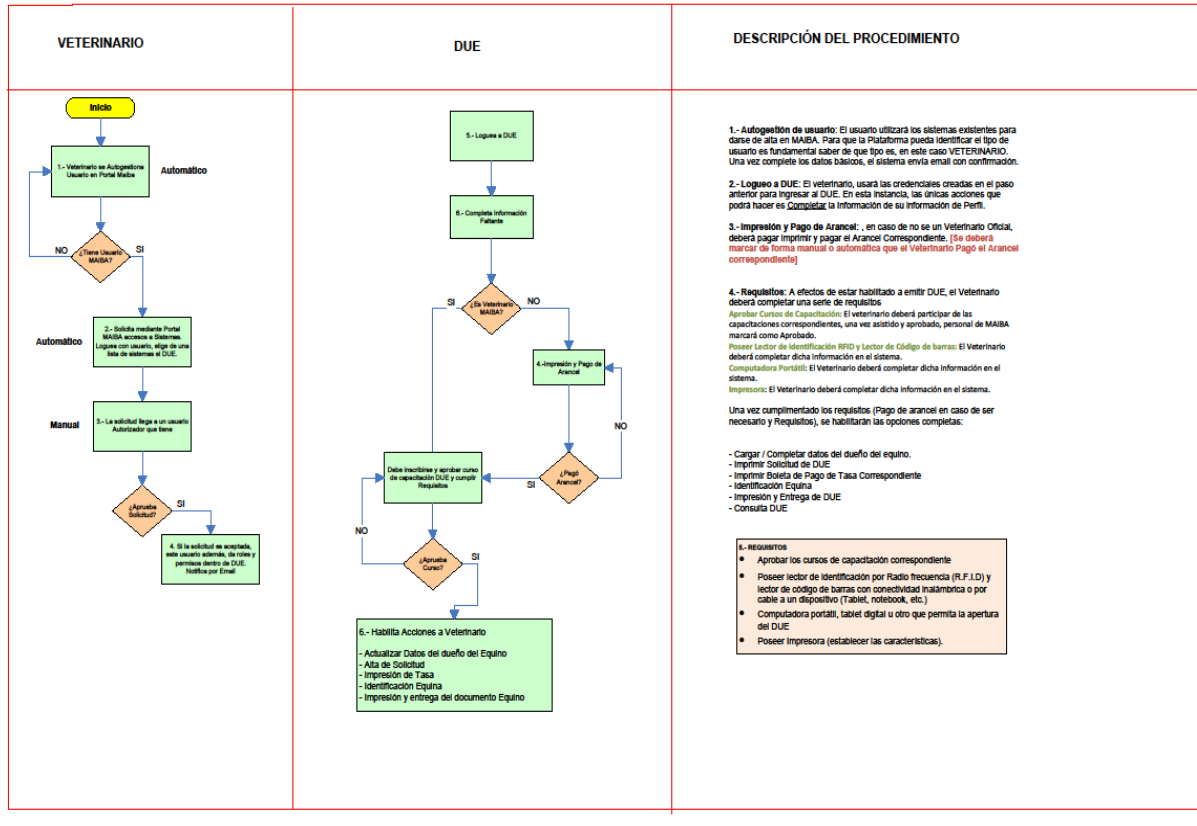 VETERINARIO
DUE
DESCRIPCIÓN DEL PROCEDIMIENTO
Inicio
1.- Veterinario se Autogestiona
Usuario en Portal Maiba
Automático
¿Tiene Usuario
MAIBA?
NO
SI
2.- Solicita mediante Portal
MAIBA accesos a Sistemas.
Loguea con usuario, elige de una
lista de sistemas el DUE.
Automático
3.- La solicitud llega a un usuario
Autorizador que tiene
Manual
¿Aprueba
Solicitud?
SI
4. Si la solicitud es aceptada,
este usuario además, da roles y
permisos dentro de DUE.
Notifica por Email
5.- Loguea a DUE
6.- Completa Información
Faltante
¿Es Veterinario
MAIBA?
SI
NO
4.-Impresión y Pago de
Arancel
NO
¿Pagó
Arancel?
SI
Debe inscribirse y aprobar curso
de capacitación DUE y cumplir
Requisitos
NO
¿Aprueba
Curso?
SI
6.- Habilita Acciones a Veterinario
- Actualizar Datos del dueño del Equino
- Alta de Solicitud
- Impresión de Tasa
- Identificación Equina
- Impresión y entrega del documento Equino
1.- Autogestión de usuario: El usuario utilizará los sistemas existentes para
darse de alta en MAIBA. Para que la Plataforma pueda identificar el tipo de
usuario es fundamental saber de que tipo es, en este caso VETERINARIO.
Una vez complete los datos básicos, el sistema envía email con confirmación.
2.- Logueo a DUE: El veterinario, usará las credenciales creadas en el paso
anterior para ingresar al DUE. En esta instancia, las únicas acciones que
podrá hacer es Completar la Información de su Información de Perfil.
3.- Impresión y Pago de Arancel: , en caso de no se un Veterinario Oficial,
deberá pagar Imprimir y pagar el Arancel Correspondiente. [Se deberá
marcar de forma manual o automática que el Veterinario Pagó el Arancel
correspondiente]
4.- Requisitos: A efectos de estar habilitado a emitir DUE, el Veterinario
deberá completar una serie de requisitos
Aprobar Cursos de Capacitación: El veterinario deberá participar de las
capacitaciones correspondientes, una vez asistido y aprobado, personal de MAIBA
marcará como Aprobado.
Poseer Lector de identificación RFID y Lector de Código de barras: El Veterinario
deberá completar dicha información en el sistema.
Computadora Portátil: El Veterinario deberá completar dicha información en el
sistema.
Impresora: El Veterinario deberá completar dicha información en el sistema.
Una vez cumplimentado los requisitos (Pago de arancel en caso de ser
necesario y Requisitos), se habilitarán las opciones completas:
- Cargar / Completar datos del dueño del equino.
- Imprimir Solicitud de DUE
- Imprimir Boleta de Pago de Tasa Correspondiente
- Identificación Equina
- Impresión y Entrega de DUE
- Consulta DUE
5.- REQUISITOS
● Aprobar los cursos de capacitación correspondiente
● Poseer lector de identificación por Radio frecuencia (R.F.I.D) y
lector de código de barras con conectividad inalámbrica o por
cable a un dispositivo (Tablet, notebook, etc.)
● Computadora portátil, tablet digital u otro que permita la apertura
del DUE
● Poseer impresora (establecer las características).